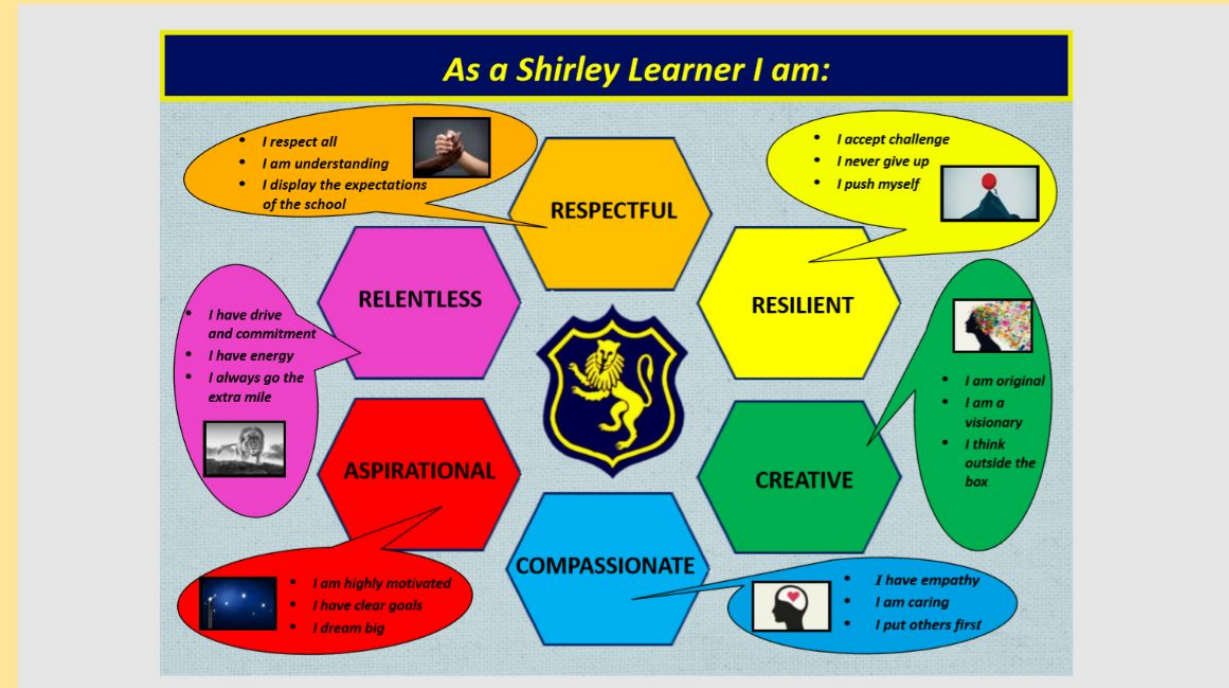 As a Shirley Learner I am:
• I respect all
• I am understanding
• I display the expectations
of the school
RESPECTFUL
• I accept challenge
• I never give up
• I push myself
RESILIENT
RELENTLESS
• I have drive
and commitment
• I have energy
• I always go the
extra mile
• I am original
• I am a
visionary
• I think
outside the
box
CREATIVE
ASPIRATIONAL
• I am highly motivated
• I have clear goals
• I dream big
COMPASSIONATE
• I have empathy
• I am caring
• I put others first